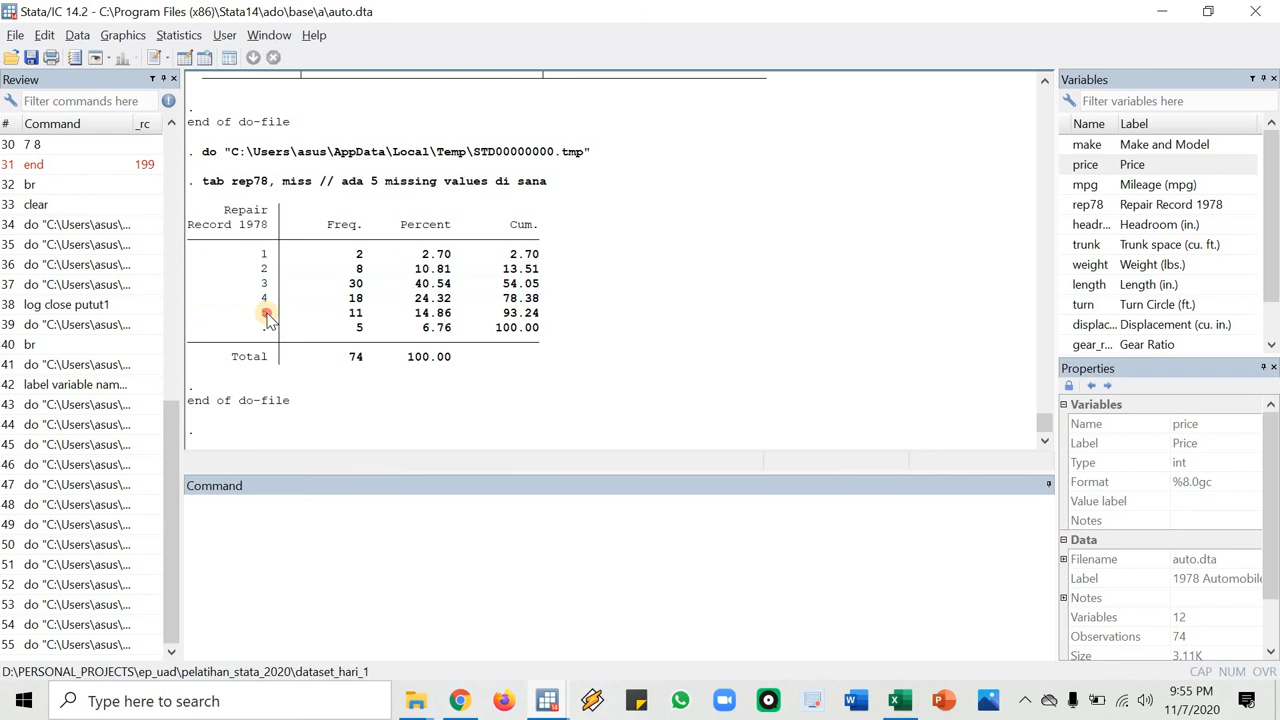 Stata/IC 14.2 - C:\Program Files (x86)\Stata14\ado\base\a\auto.dta
File Edit Data Graphics Statistics User Window Help
Review
Filter commands here
# Command _rc
30 7 8
31 end 199
32 br
33 clear
34 do "C:\Users\asus\...
35 do "C:\Users\asus\...
36 do "C:\Users\asus\...
37 do "C:\Users\asus\...
38 log close putut1
39 do "C:\Users\asus\...
40 br
41 do "C:\Users\asus\...
42 label variable nam...
43 do "C:\Users\asus\...
44 do "C:\Users\asus\...
45 do "C:\Users\asus\...
46 do "C:\Users\asus\...
47 do "C:\Users\asus\...
48 do "C:\Users\asus\...
49 do "C:\Users\asus\...
50 do "C:\Users\asus\...
51 do "C:\Users\asus\...
52 do "C:\Users\asus\...
53 do "C:\Users\asus\...
54 do "C:\Users\asus\...
55 do "C:\Users\asus\...
.
end of do-file
. do "C:\Users\asus\AppData\Local\Temp\STD00000000.tmp"
. tab rep78, miss // ada 5 missing values di sana
Repair
Record 1978 Freq. Percent Cum.
1 2 2.70 2.70
2 8 10.81 13.51
3 30 40.54 54.05
4 18 24.32 78.38
11 14.86 93.24
. 5 6.76 100.00
Total 74 100.00
.
end of do-file
.
Command
Variables
Filter variables here
Name Label
make Make and Model
price Price
mpg Mileage (mpg)
rep78 Repair Record 1978
headr... Headroom (in.)
trunk Trunk space (cu. ft.)
weight Weight (lbs.)
length Length (in.)
turn Turn Circle (ft.)
displac... Displacement (cu. in.)
gear_r... Gear Ratio
Properties
Variables
Name price
Label Price
Type int
Format %8.0gc
Value label
Notes
Data
Filename auto.dta
Label 1978 Automobile
Notes
Variables 12
Observations 74
Size 3.11K
D:\PERSONAL_PROJECTS\ep_uad\pelatihan_stata_2020\dataset_hari_1
CAP NUM OVR
Type here to search
9:55 PM
11/7/2020